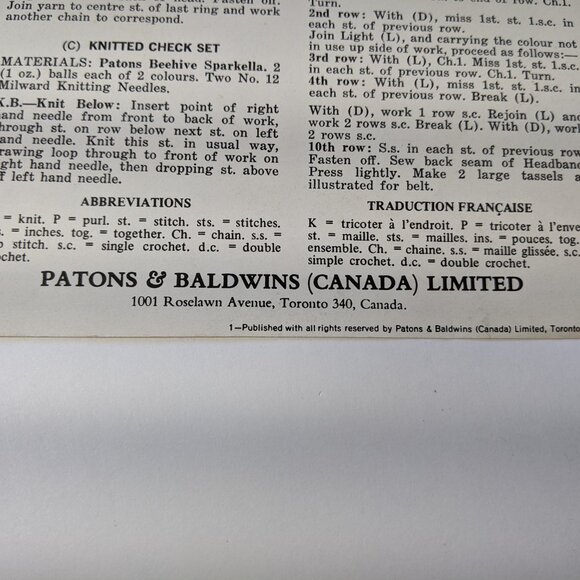 Join yarn to centre st. of last ring and work
another chain to correspond.
(C) KNITTED CHECK SET
MATERIALS: Patons Beehive Sparkella. 2
(1 oz.) balls each of 2 colours. Two No. 12
Milward Knitting Needles.
K.B.—Knit Below: Insert point of right
hand needle from front to back of work,
through st. on row below next st. on left
hand needle. Knit this st. in usual way,
drawing loop through to front of work on
right hand needle, then dropping st. above
off left hand needle.
ABBREVIATIONS
= knit. P = purl. st. = stitch. sts. = stitches.
= inches. tog. = together. Ch. = chain. s.s. =
stitch. s.c. = single crochet. d.c. = double
Turn.
2nd row: With (D), miss 1st. st. 1.s.c. in
each st. of previous row.
Join Light (L), and carrying the colour not
in use up side of work, proceed as follows:—
3rd row: With (L), Ch.1. Miss 1st. st. 1.s.c.
in each st. of previous row. Ch.1. Turn.
4th row: With (L), miss 1st. st. 1.s.c. in
each st. of previous row. Break (L).
With (D), work 1 row s.c. Rejoin (L) and
work 2 rows s.c. Break (L). With (D), work
2 rows s.c.
10th row: S.s. in each st. of previous row.
Fasten off. Sew back seam of Headband.
Press lightly. Make 2 large tassels as
illustrated for belt.
TRADUCTION FRANÇAISE
K = tricoter à l'endroit. P = tricoter à l'enve
st. = maille. sts. = mailles. ins. = pouces. tog.
ensemble. Ch. = chaine. s.s. = maille glissée. s.c.
simple crochet. d.c. = double crochet.
PATONS & BALDWINS (CANADA) LIMITED
1001 Roselawn Avenue, Toronto 340, Canada.
1—Published with all rights reserved by Patons & Baldwins (Canada) Limited, Toronto